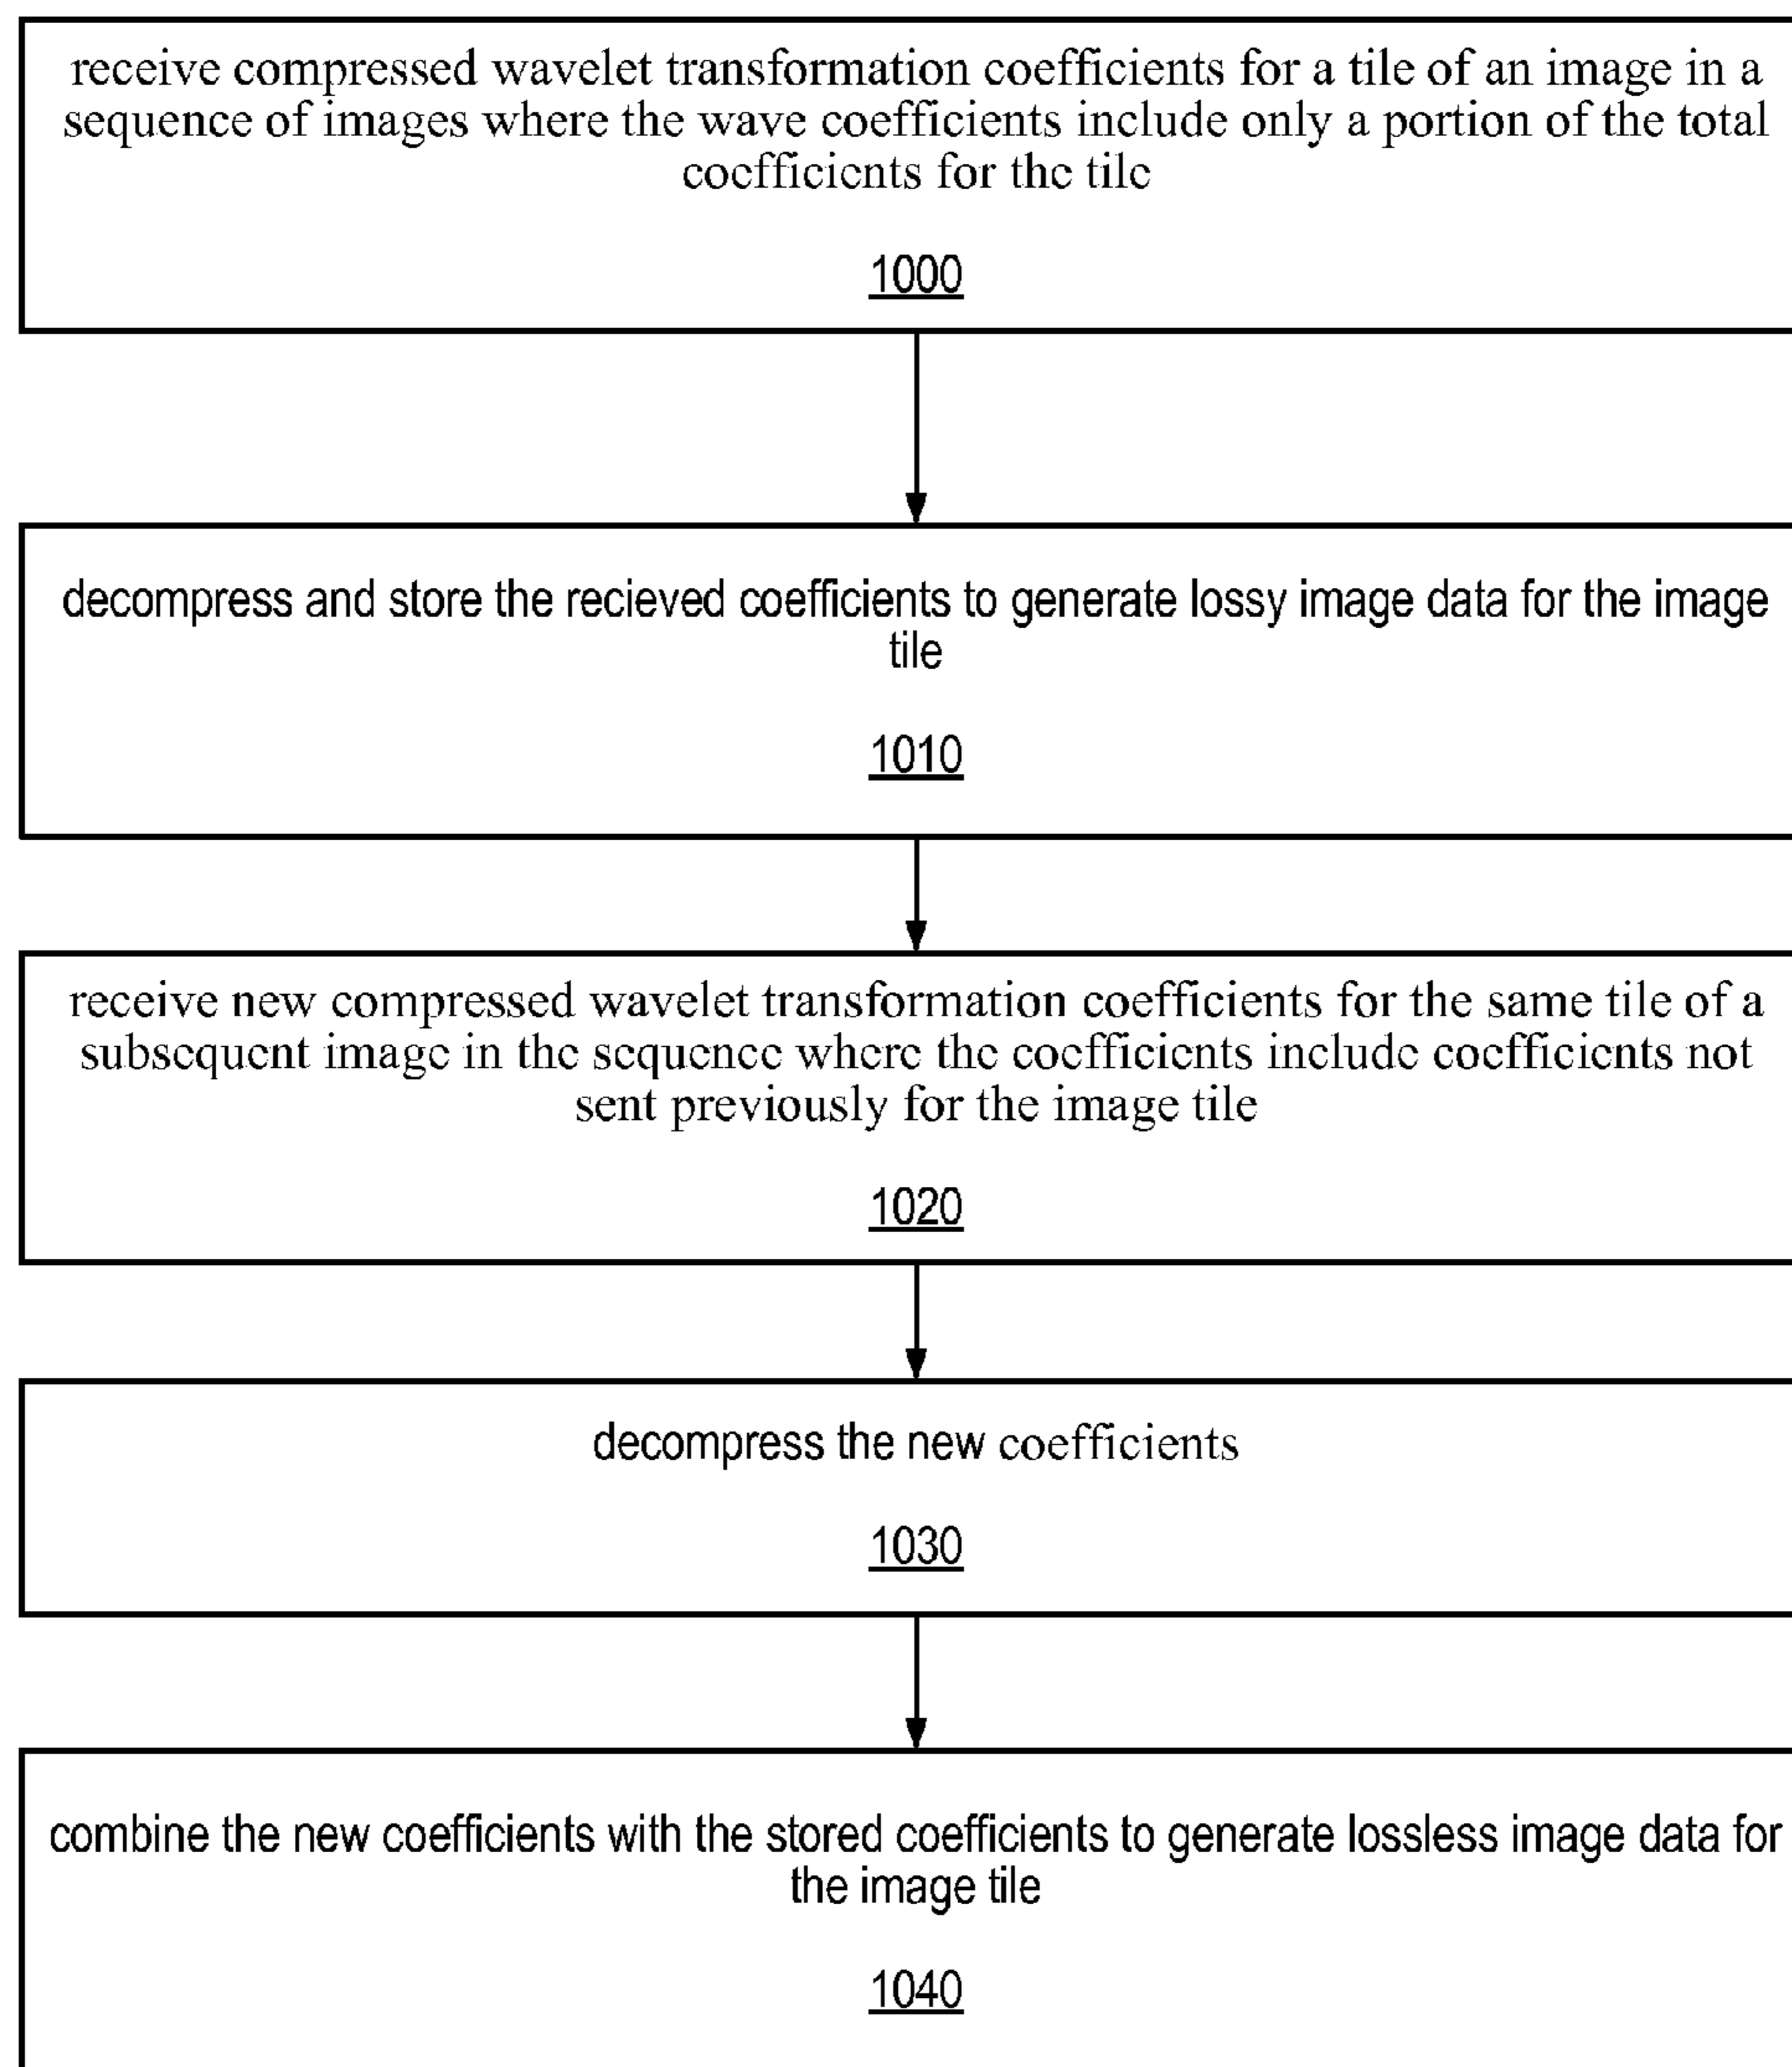 receive compressed wavelet transformation coefficients for a tile of an image in a
sequence of images where the wave coefficients include only a portion of the total
coefficients for the tile
1000
decompress and store the recieved coefficients to generate lossy image data for the image
tile
1010
receive new compressed wavelet transformation coefficients for the same tile of a
subsequent image in the sequence where the coefficients include coefficients not
sent previously for the image tile
1020
decompress the new coefficients
1030
combine the new coefficients with the stored coefficients to generate lossless image data for
the image tile
1040